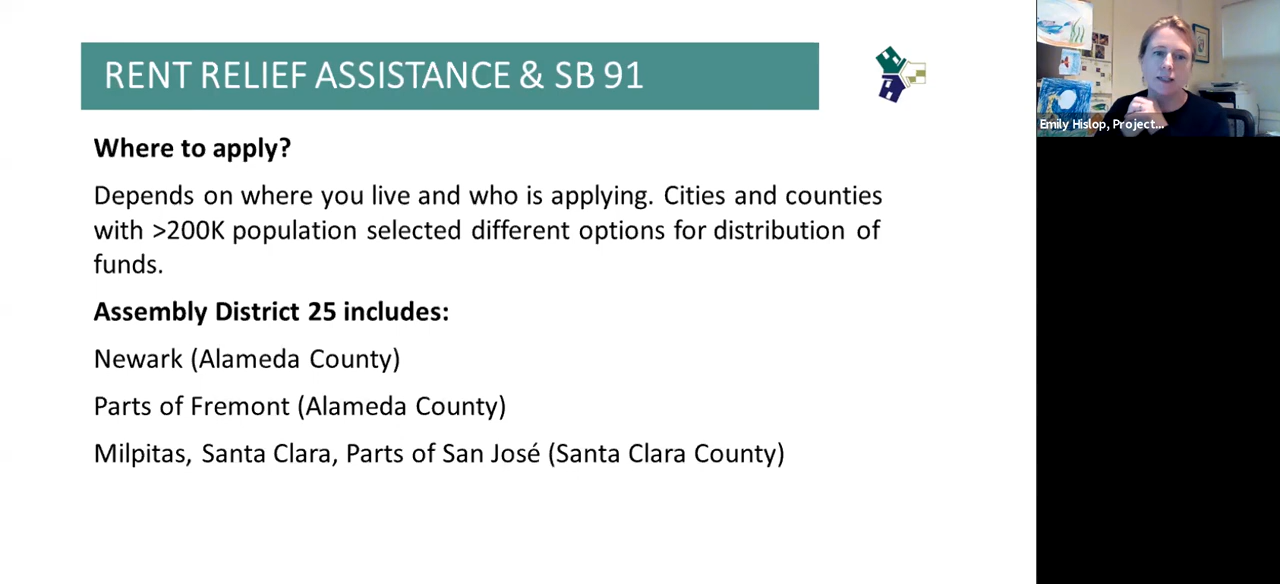 RENT RELIEF ASSISTANCE & SB 91
Where to apply?
Depends on where you live and who is applying. Cities and counties
with >200K population selected different options for distribution of
funds.
Assembly District 25 includes:
Newark (Alameda County)
Parts of Fremont (Alameda County)
Milpitas, Santa Clara, Parts of San José (Santa Clara County)
Emily Hislop, Project...